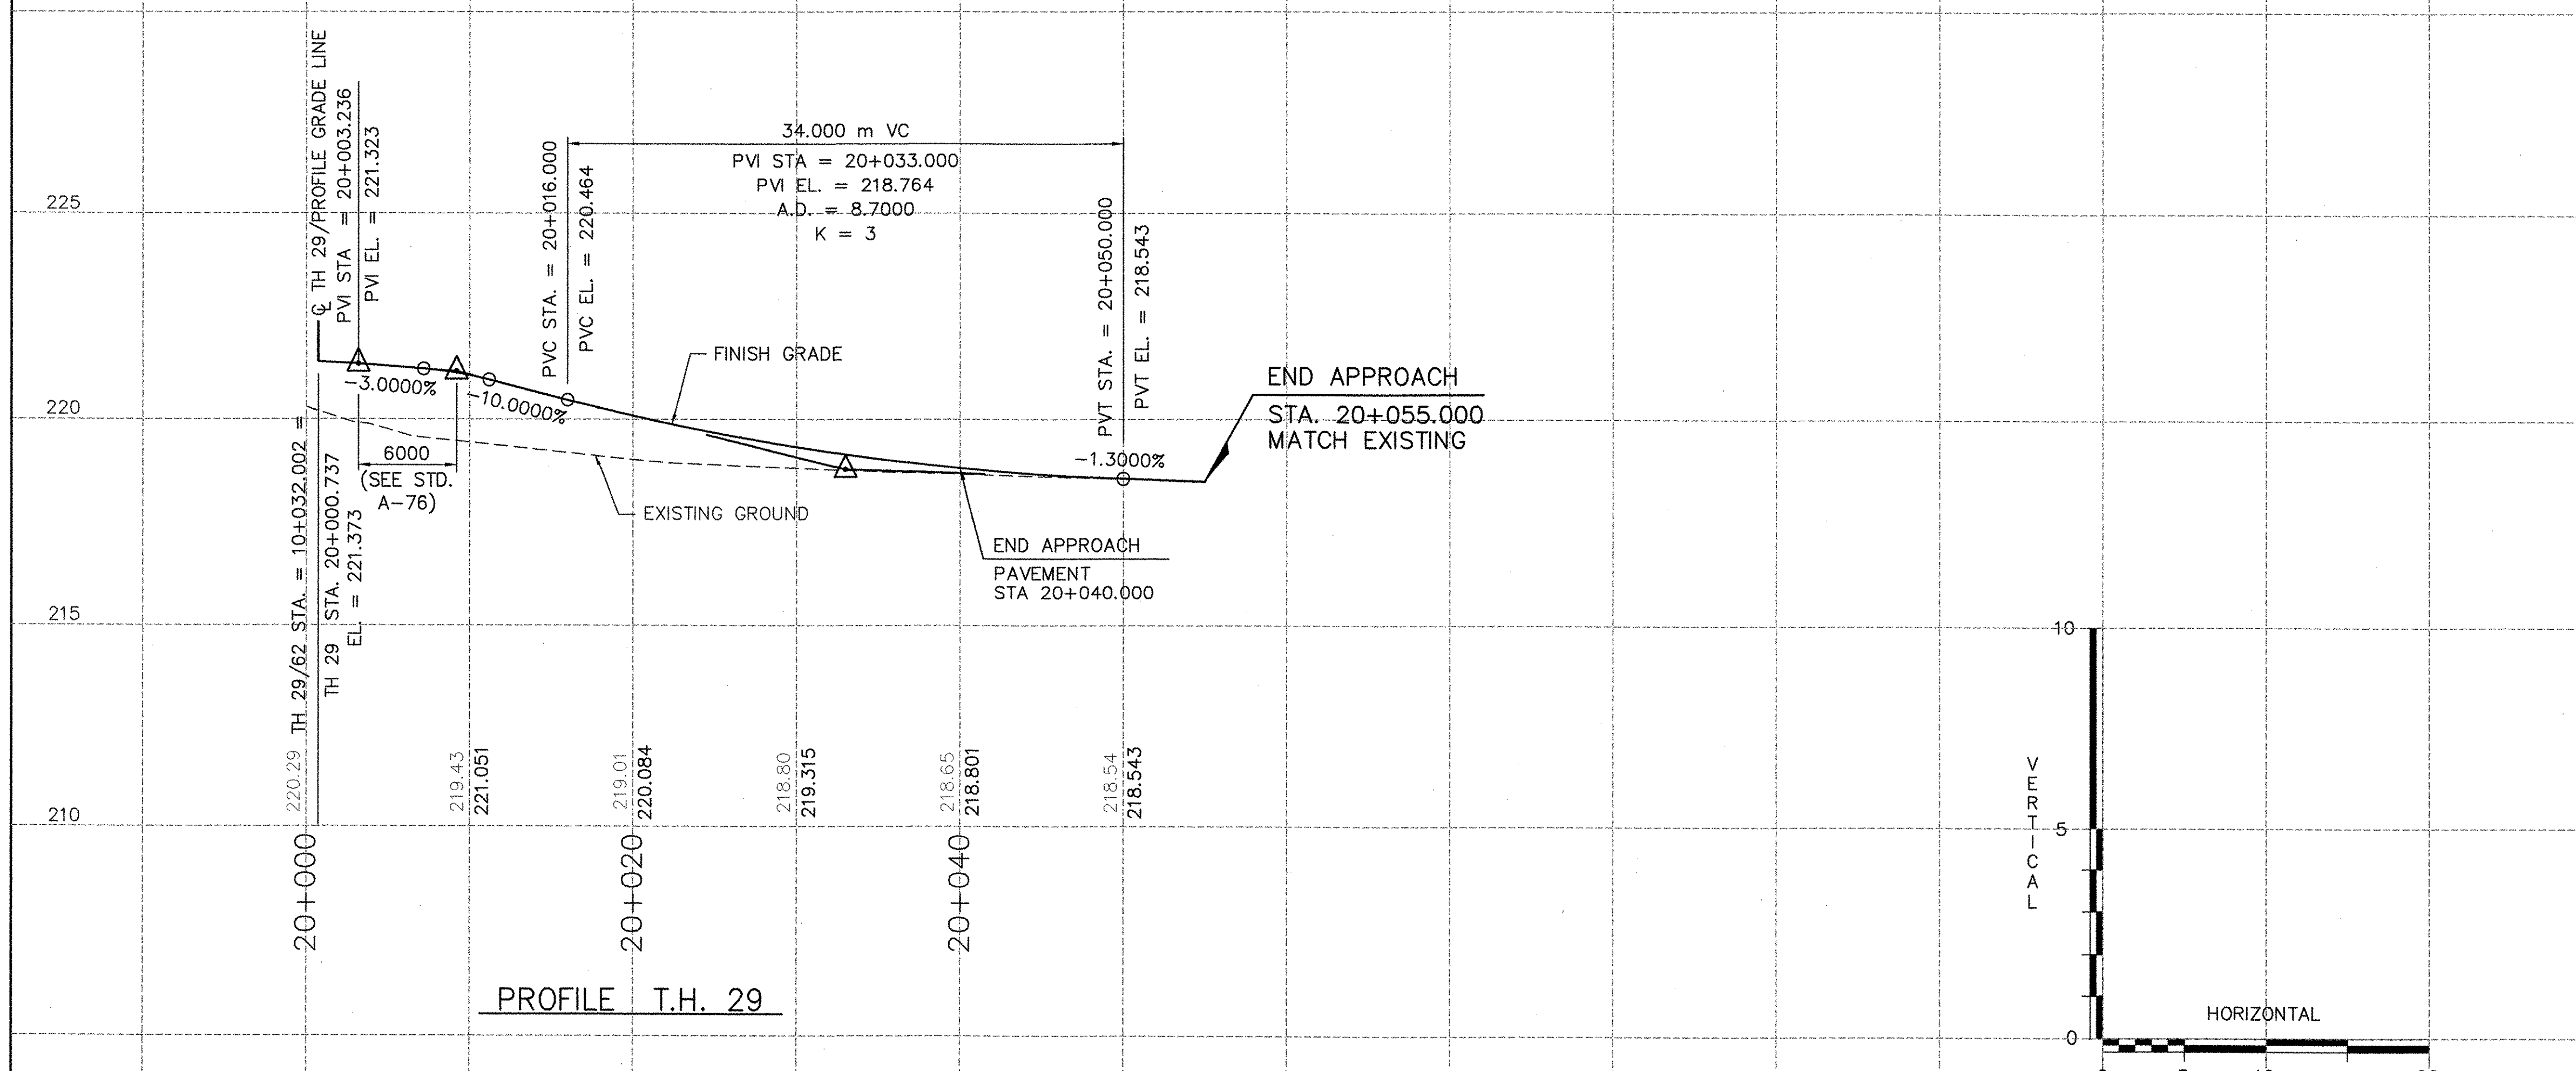 ℄ TH 29/PROFILE GRADE LINE
PVI STA = 20+003.236
PVI EL. = 221.323
PVC STA. = 20+016.000
PVC EL. = 220.464
34.000 m VC
PVI STA = 20+033.000
PVI EL. = 218.764
A.D. = 8.7000
K = 3
PVT STA. = 20+050.000
PVT EL. = 218.543
225
220
215
210
FINISH GRADE
-3.0000%
-10.0000%
-1.3000%
END APPROACH
STA. 20+055.000
MATCH EXISTING
6000
(SEE STD.
A-76)
EXISTING GROUND
END APPROACH
PAVEMENT
STA 20+040.000
TH 29/62 STA. = 10+032.002 =
TH 29 STA. 20+000.737
EL. = 221.373
220.29
219.43
221.051
219.01
220.084
218.80
219.315
218.65
218.801
218.54
218.543
20+000
20+020
20+040
PROFILE T.H. 29
10
5
0
VERTICAL
HORIZONTAL